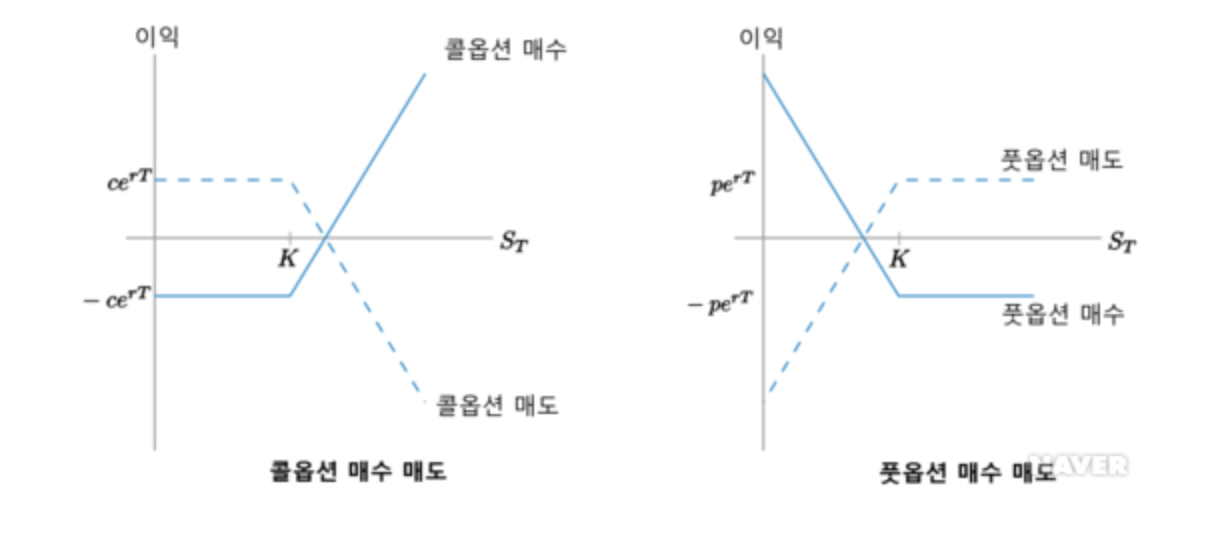 이익
콜옵션 매수
ce^{rT}
K
S_T
− ce^{rT}
콜옵션 매도
콜옵션 매수 매도
이익
풋옵션 매도
pe^{rT}
K
S_T
− pe^{rT}
풋옵션 매수
풋옵션 매수 매도
NAVER